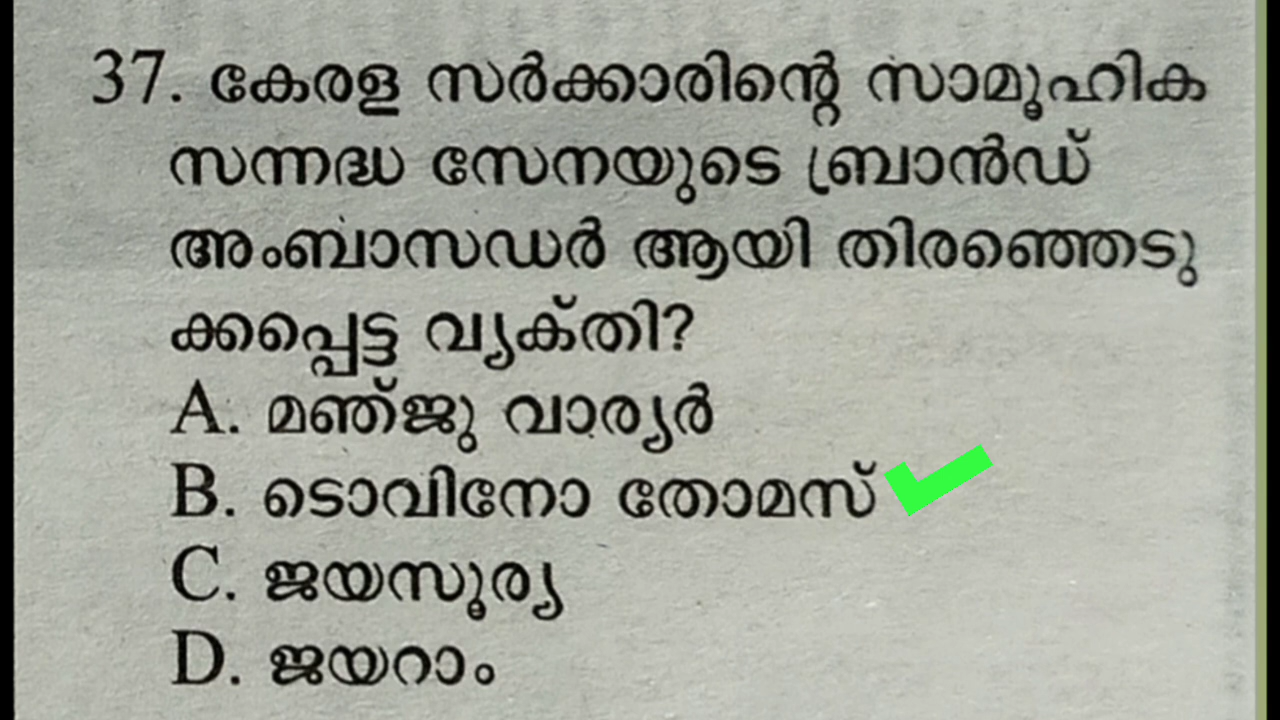 37. കേരള സർക്കാരിന്റെ സാമൂഹിക
സന്നദ്ധ സേനയുടെ ബ്രാൻഡ്
അംബാസഡർ ആയി തിരഞ്ഞെടു
ക്കപ്പെട്ട വ്യക്‌തി?
A. മഞ്ജു വാര്യർ
B. ടൊവിനോ തോമസ്
C. ജയസൂര്യ
D. ജയറാം